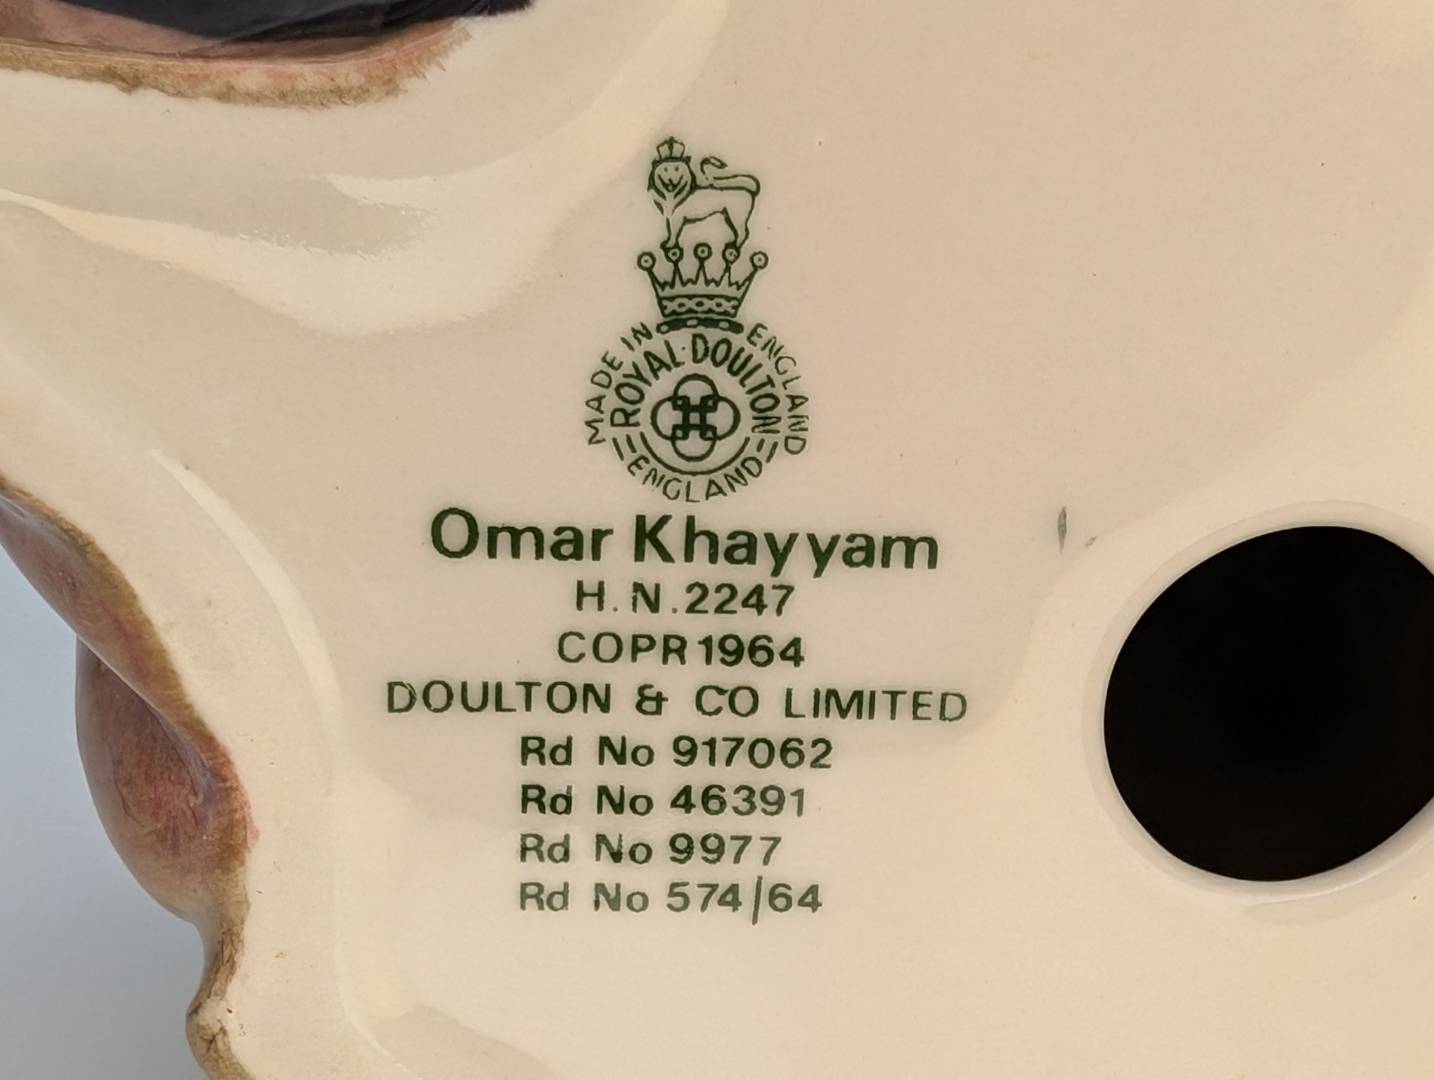 MADE IN ENGLAND
ROYAL·DOULTON
ENGLAND
Omar Khayyam
H.N.2247
COPR 1964
DOULTON & CO LIMITED
Rd No 917062
Rd No 46391
Rd No 9977
Rd No 574/64